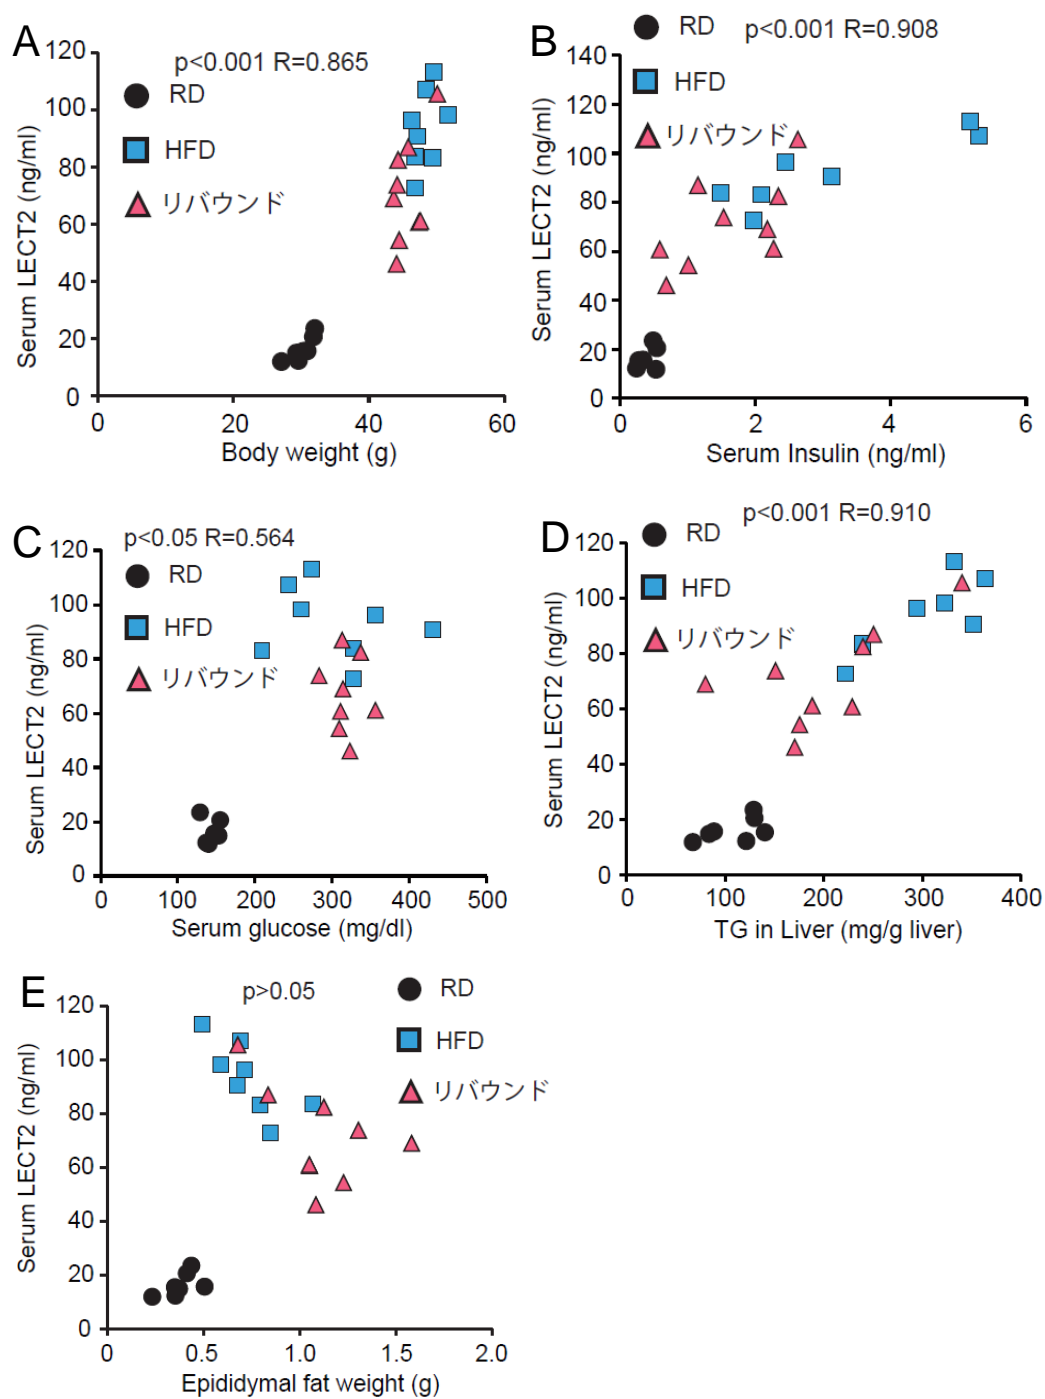 A
p<0.001 R=0.865
RD
HFD
リバウンド
Serum LECT2 (ng/ml)
120
100
80
60
40
20
0
0 20 40 60
Body weight (g)
B
RD
p<0.001 R=0.908
HFD
リバウンド
Serum LECT2 (ng/ml)
140
120
100
80
60
40
20
0
0 2 4 6
Serum Insulin (ng/ml)
C
p<0.05 R=0.564
RD
HFD
リバウンド
Serum LECT2 (ng/ml)
120
100
80
60
40
20
0
0 100 200 300 400 500
Serum glucose (mg/dl)
D
p<0.001 R=0.910
RD
HFD
リバウンド
Serum LECT2 (ng/ml)
120
100
80
60
40
20
0
0 100 200 300 400
TG in Liver (mg/g liver)
E
p>0.05
RD
HFD
リバウンド
Serum LECT2 (ng/ml)
120
100
80
60
40
20
0
0 0.5 1.0 1.5 2.0
Epididymal fat weight (g)